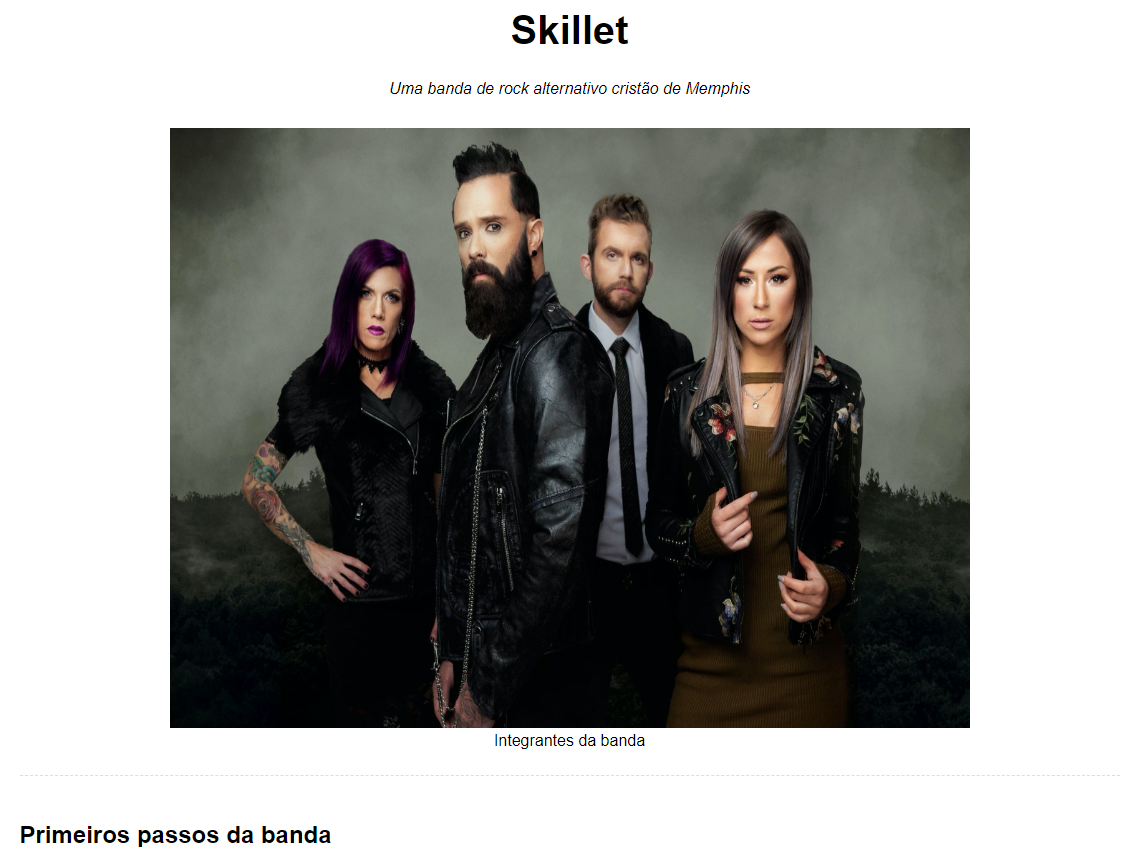 Skillet
Uma banda de rock alternativo cristão de Memphis
Integrantes da banda
Primeiros passos da banda